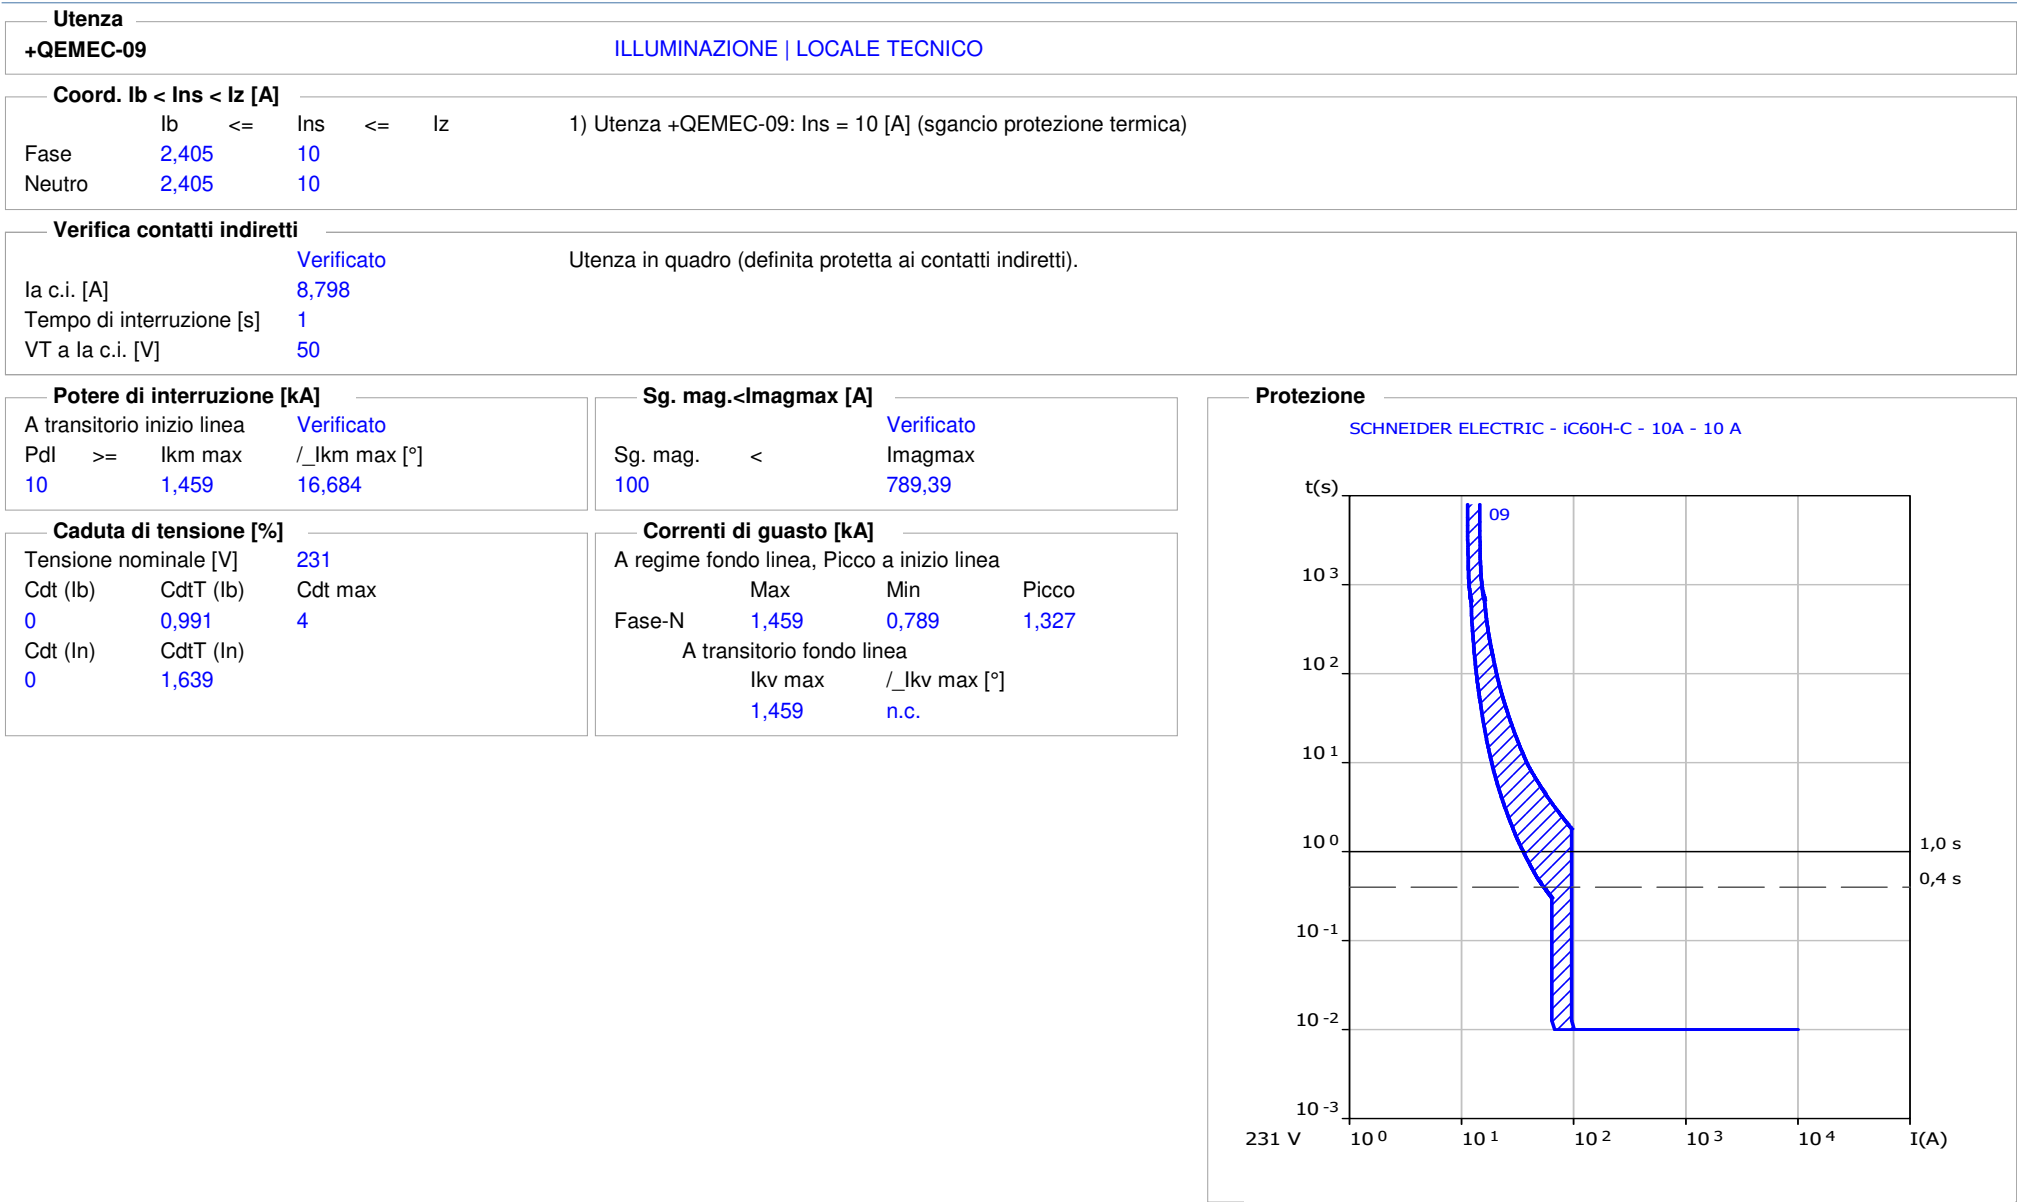 Utenza
+QEMEC-09 ILLUMINAZIONE | LOCALE TECNICO
Coord. Ib < Ins < Iz [A]
Ib <= Ins <= Iz 1) Utenza +QEMEC-09: Ins = 10 [A] (sgancio protezione termica)
Fase 2,405 10
Neutro 2,405 10
Verifica contatti indiretti
Verificato Utenza in quadro (definita protetta ai contatti indiretti).
Ia c.i. [A] 8,798
Tempo di interruzione [s] 1
VT a Ia c.i. [V] 50
Potere di interruzione [kA]
A transitorio inizio linea Verificato
PdI >= Ikm max /_Ikm max [°]
10 1,459 16,684
Sg. mag.<Imagmax [A]
Verificato
Sg. mag. < Imagmax
100 789,39
Caduta di tensione [%]
Tensione nominale [V] 231
Cdt (Ib) CdtT (Ib) Cdt max
0 0,991 4
Cdt (In) CdtT (In)
0 1,639
Correnti di guasto [kA]
A regime fondo linea, Picco a inizio linea
Max Min Picco
Fase-N 1,459 0,789 1,327
A transitorio fondo linea
Ikv max /_Ikv max [°]
1,459 n.c.
Protezione
SCHNEIDER ELECTRIC - iC60H-C - 10A - 10 A
t(s)
09
10 3
10 2
10 1
10 0
1,0 s
0,4 s
10 -1
10 -2
10 -3
231 V 10 0 10 1 10 2 10 3 10 4 I(A)